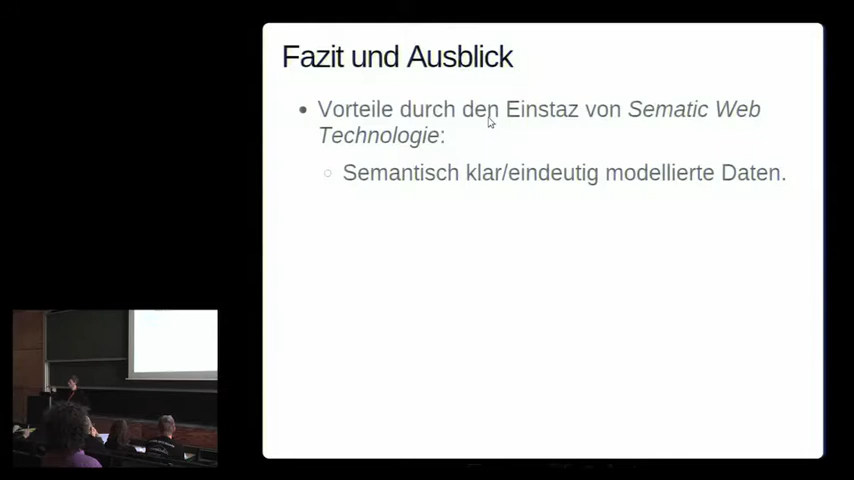 Fazit und Ausblick
• Vorteile durch den Einstaz von Sematic Web
Technologie:
○ Semantisch klar/eindeutig modellierte Daten.